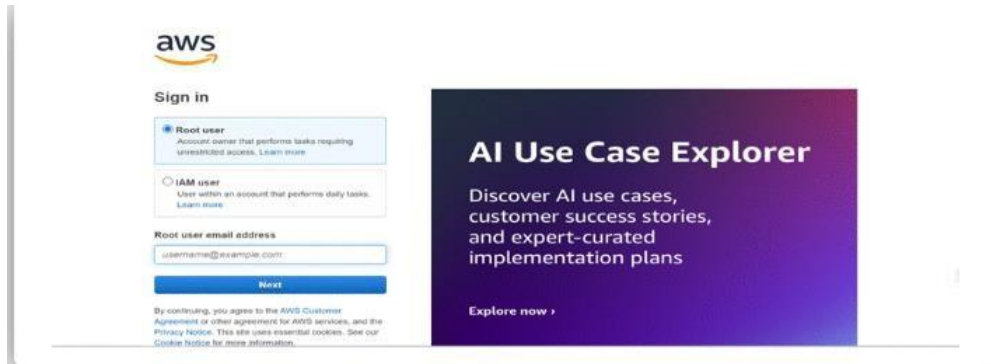 aws
Sign in
Root user
Account owner that performs tasks requiring
unrestricted access. Learn more
IAM user
User within an account that performs daily tasks.
Learn more
Root user email address
username@example.com
Next
By continuing, you agree to the AWS Customer
Agreement or other agreement for AWS services, and the
Privacy Notice. This site uses essential cookies. See our
Cookie Notice for more information.
AI Use Case Explorer
Discover AI use cases,
customer success stories,
and expert-curated
implementation plans
Explore now ›